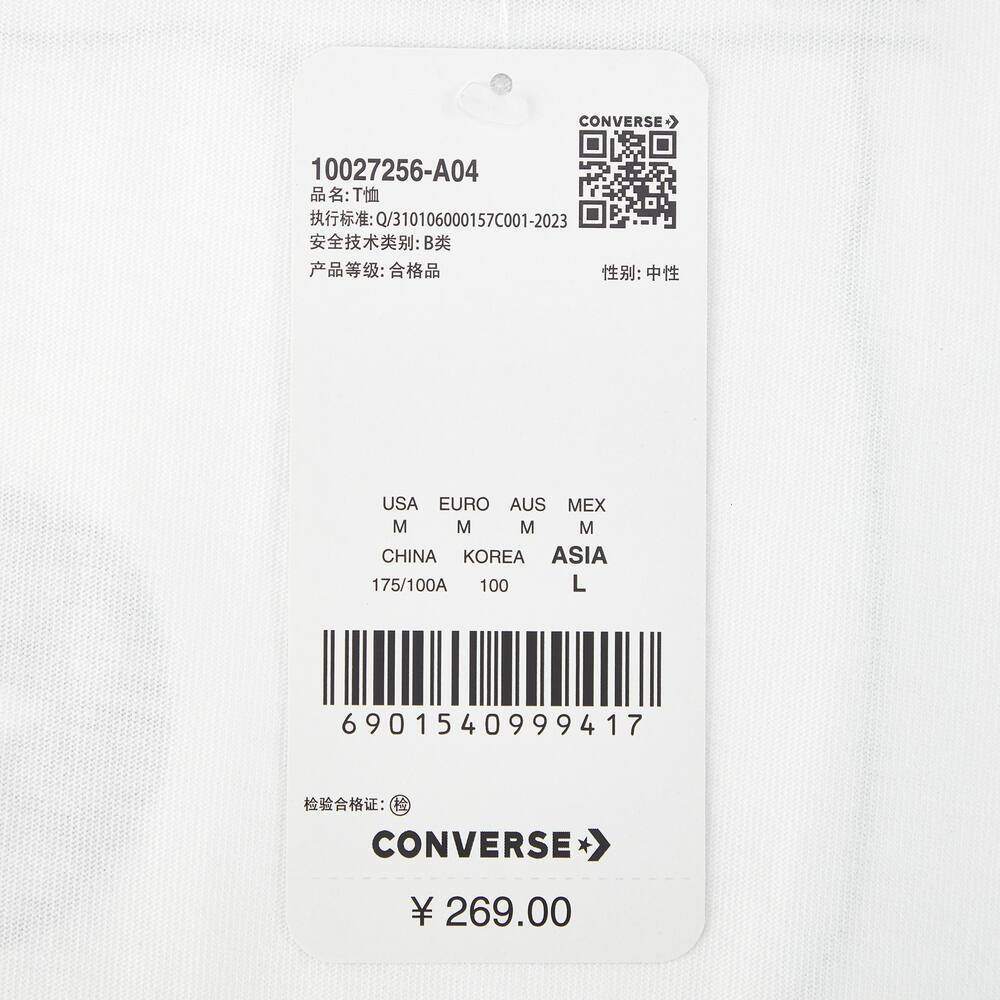 CONVERSE
10027256-A04
品名:T恤
执行标准:Q/310106000157C001-2023
安全技术类别:B类
产品等级:合格品 性别:中性
USA EURO AUS MEX
M M M M
CHINA KOREA ASIA
175/100A 100 L
6901540999417
检验合格证:检
CONVERSE
¥ 269.00